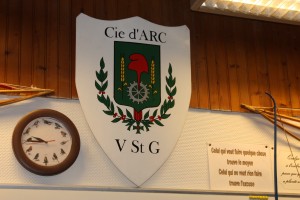 Cie d'ARC
V St G
Celui qui veut faire quelque chose
trouve le moyen
Celui qui ne veut rien faire
trouve l'excuse